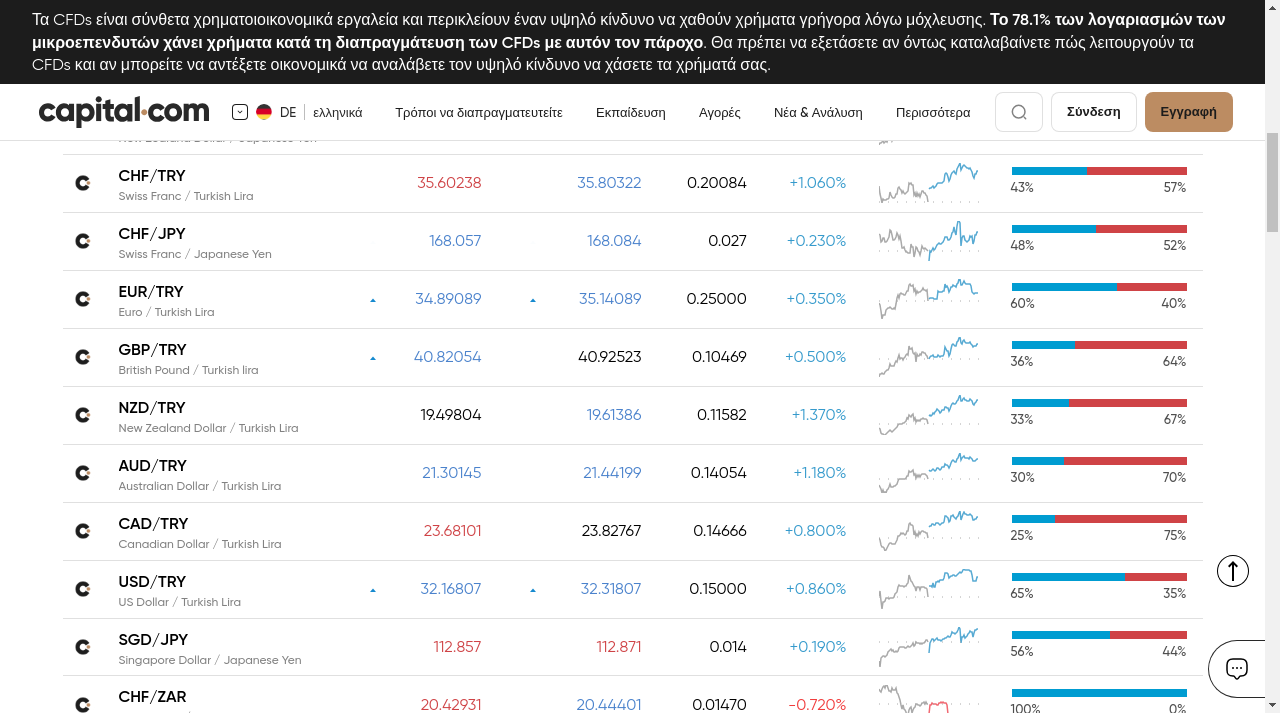 Τα CFDs είναι σύνθετα χρηματοιοικονομικά εργαλεία και περικλείουν έναν υψηλό κίνδυνο να χαθούν χρήματα γρήγορα λόγω μόχλευσης. Το 78.1% των λογαριασμών των
μικροεπενδυτών χάνει χρήματα κατά τη διαπραγμάτευση των CFDs με αυτόν τον πάροχο. Θα πρέπει να εξετάσετε αν όντως καταλαβαίνετε πώς λειτουργούν τα
CFDs και αν μπορείτε να αντέξετε οικονομικά να αναλάβετε τον υψηλό κίνδυνο να χάσετε τα χρήματά σας.
capital.com DE ελληνικά Τρόποι να διαπραγματευτείτε Εκπαίδευση Αγορές Νέα & Ανάλυση Περισσότερα Σύνδεση Εγγραφή
New Zealand Dollar / Japanese Yen
CHF/TRY 35.60238 35.80322 0.20084 +1.060%
Swiss Franc / Turkish Lira 43% 57%
CHF/JPY 168.057 168.084 0.027 +0.230%
Swiss Franc / Japanese Yen 48% 52%
EUR/TRY 34.89089 35.14089 0.25000 +0.350%
Euro / Turkish Lira 60% 40%
GBP/TRY 40.82054 40.92523 0.10469 +0.500%
British Pound / Turkish lira 36% 64%
NZD/TRY 19.49804 19.61386 0.11582 +1.370%
New Zealand Dollar / Turkish Lira 33% 67%
AUD/TRY 21.30145 21.44199 0.14054 +1.180%
Australian Dollar / Turkish Lira 30% 70%
CAD/TRY 23.68101 23.82767 0.14666 +0.800%
Canadian Dollar / Turkish Lira 25% 75%
USD/TRY 32.16807 32.31807 0.15000 +0.860%
US Dollar / Turkish Lira 65% 35%
SGD/JPY 112.857 112.871 0.014 +0.190%
Singapore Dollar / Japanese Yen 56% 44%
CHF/ZAR 20.42931 20.44401 0.01470 -0.720%
100% 0%